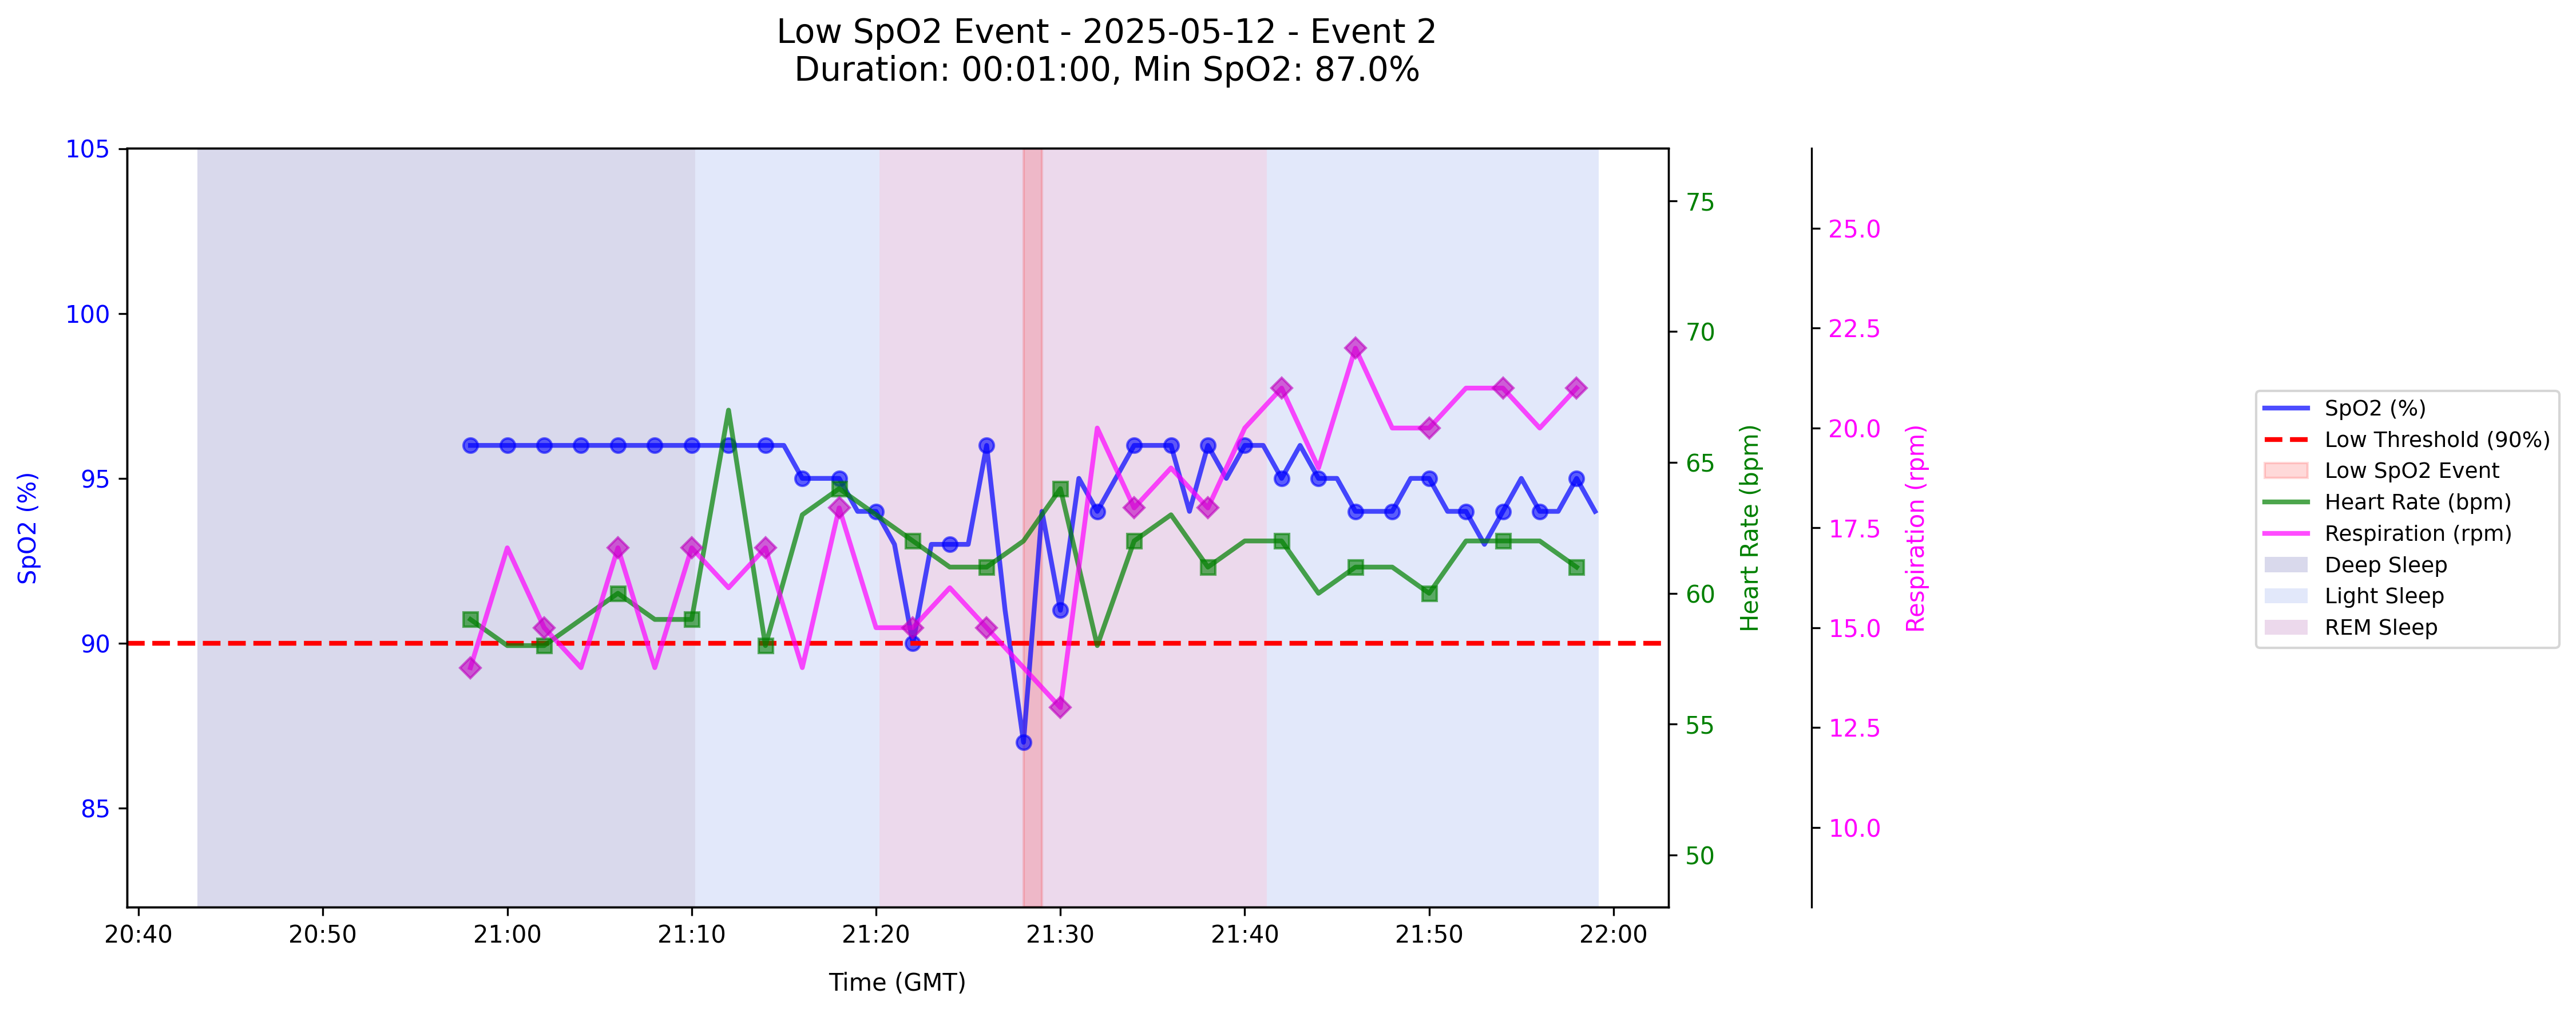 Low SpO2 Event - 2025-05-12 - Event 2
Duration: 00:01:00, Min SpO2: 87.0%
SpO2 (%)
105
100
95
90
85
20:40
20:50
21:00
21:10
21:20
21:30
21:40
21:50
22:00
Time (GMT)
75
70
65
60
55
50
Heart Rate (bpm)
25.0
22.5
20.0
17.5
15.0
12.5
10.0
Respiration (rpm)
SpO2 (%)
Low Threshold (90%)
Low SpO2 Event
Heart Rate (bpm)
Respiration (rpm)
Deep Sleep
Light Sleep
REM Sleep